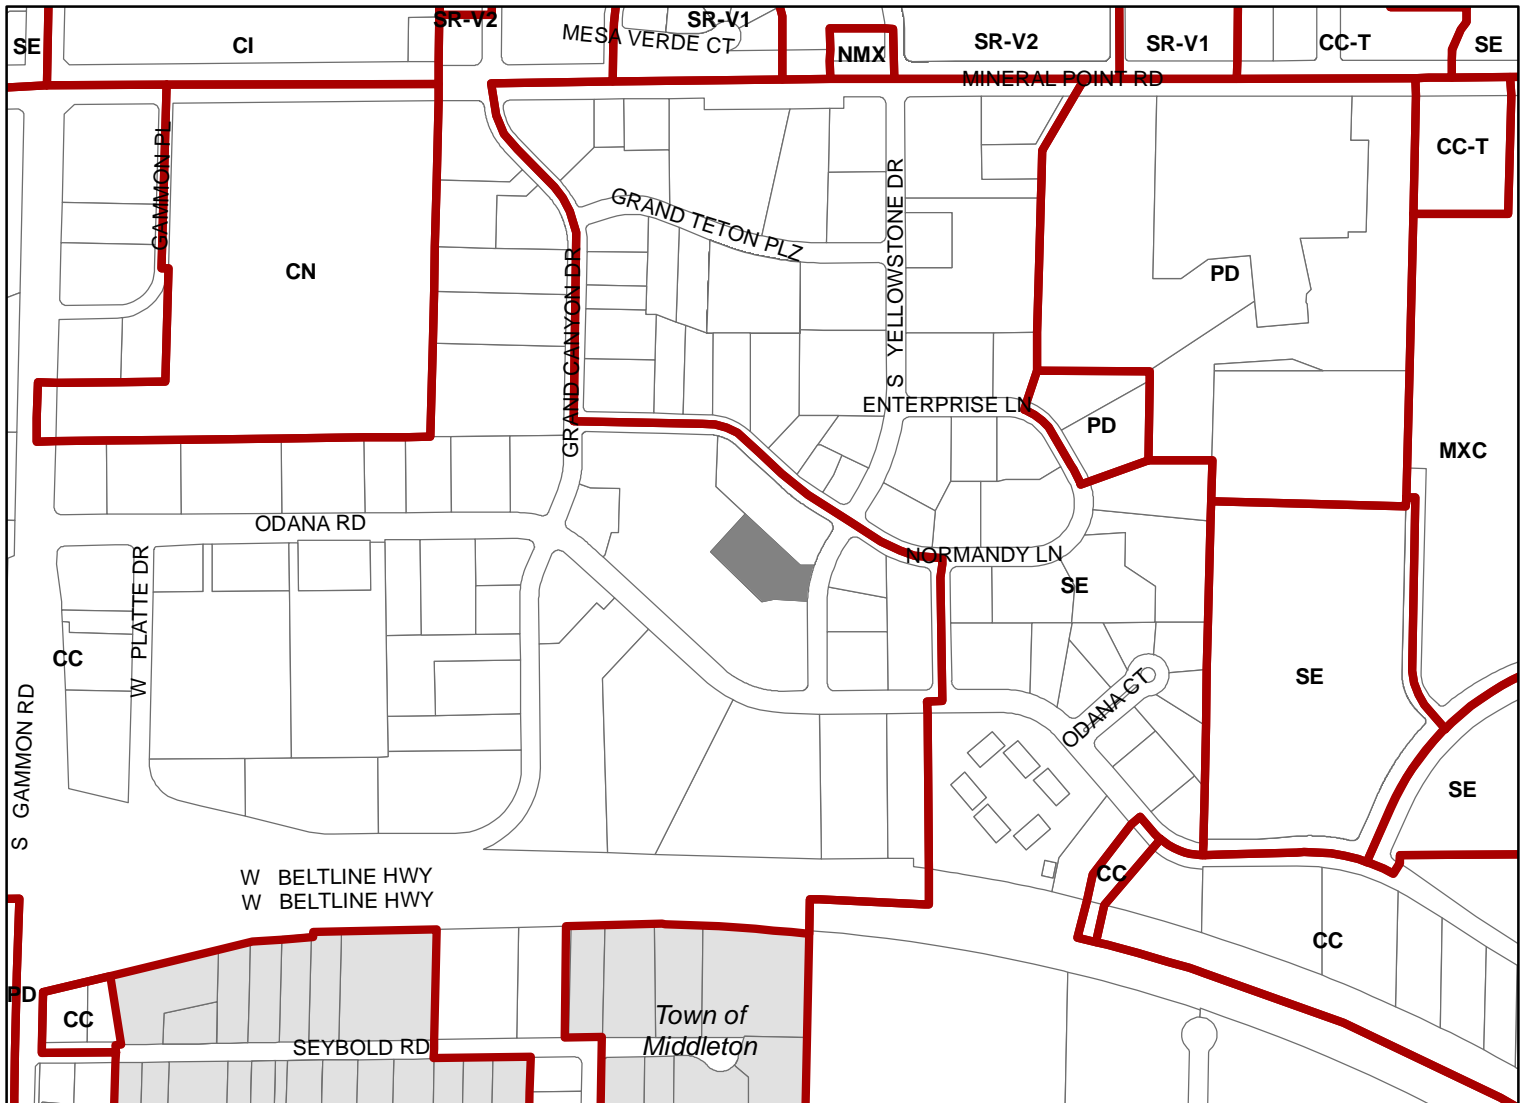 SR-V2
SR-V1
SE
CI
MESA VERDE CT
NMX
SR-V2
SR-V1
CC-T
SE
MINERAL POINT RD
GAMMON PL
CC-T
S YELLOWSTONE DR
GRAND TETON PLZ
CN
PD
GRAND CANYON DR
ENTERPRISE LN
PD
MXC
ODANA RD
NORMANDY LN
SE
W PLATTE DR
CC
SE
ODANA CT
S GAMMON RD
SE
W BELTLINE HWY
W BELTLINE HWY
CC
CC
PD
CC
Town of
Middleton
SEYBOLD RD